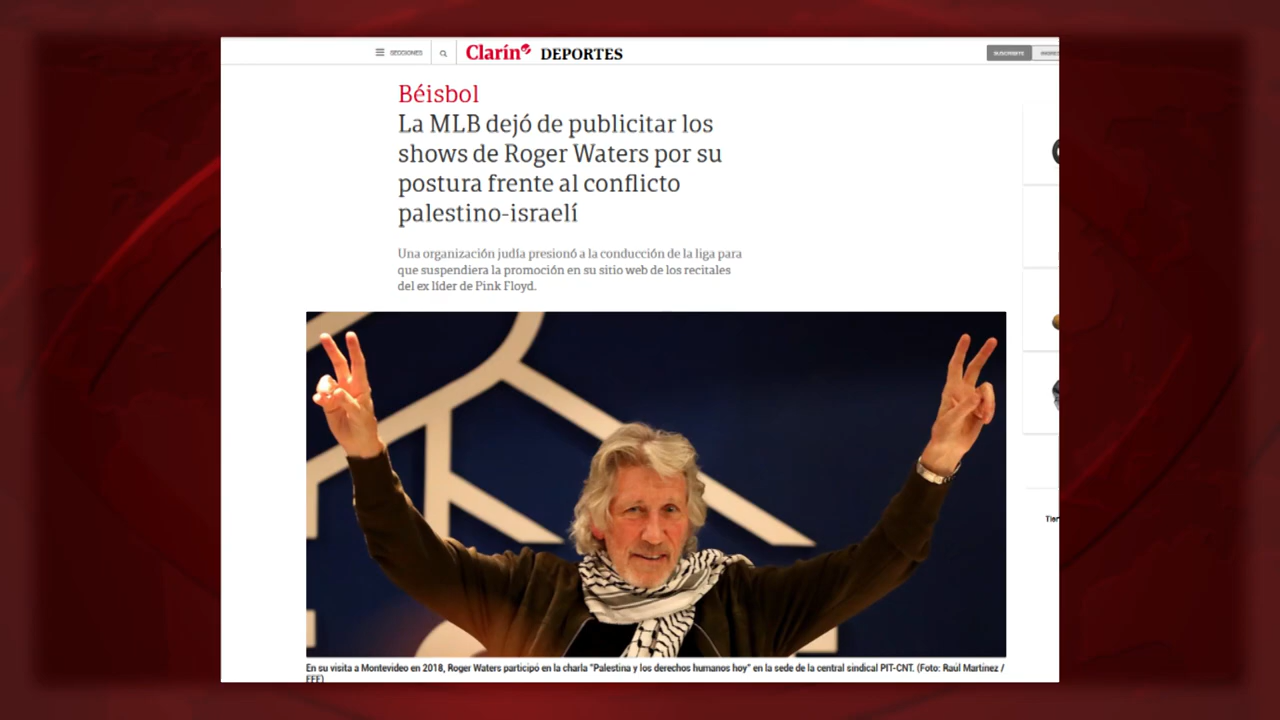 SECCIONES
Clarín DEPORTES
SUSCRIBITE
Béisbol
La MLB dejó de publicitar los
shows de Roger Waters por su
postura frente al conflicto
palestino-israelí
Una organización judía presionó a la conducción de la liga para
que suspendiera la promoción en su sitio web de los recitales
del ex líder de Pink Floyd.
En su visita a Montevideo en 2018, Roger Waters participó en la charla "Palestina y los derechos humanos hoy" en la sede de la central sindical PIT-CNT. (Foto: Raúl Martínez /
EFE)